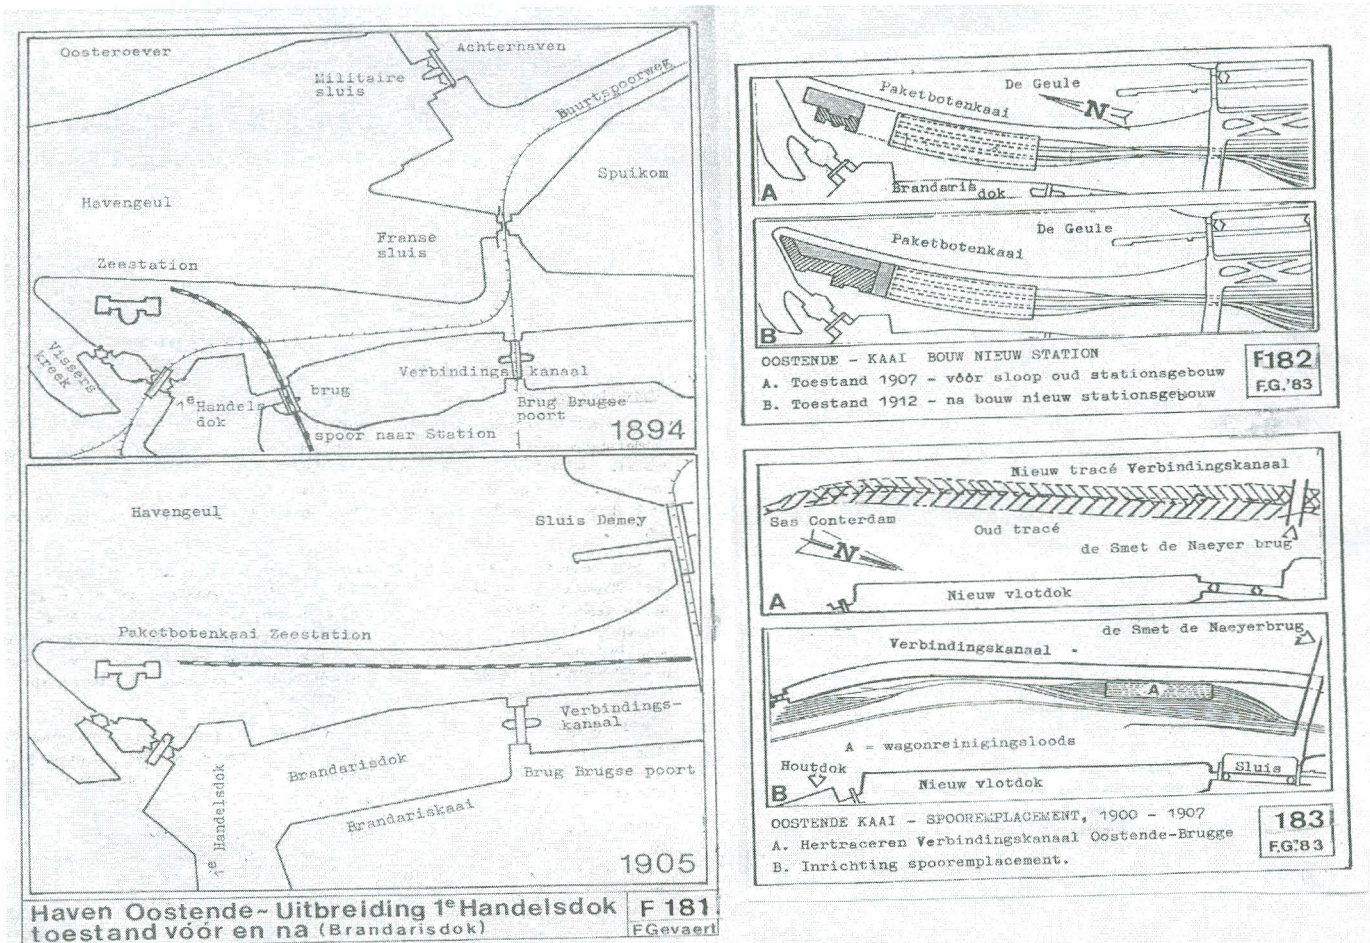 Oosteroever
Militaire
sluis
Achterhaven
Buurtspoorweg
Spuikom
Havengeul
Franse
sluis
Zeestation
Vissers
kreek
1e Handels
dok
brug
Verbindings kanaal
Brug Brugse
poort
spoor naar Station
1894
Havengeul
Sluis Demey
Paketbotenkaai Zeestation
Verbindings-
kanaal
Brandarisdok
Brug Brugse poort
1e Handelsdok
Brandariskaai
1905
Haven Oostende~Uitbreiding 1e Handelsdok
toestand vóór en na (Brandarisdok)
F 181
F Gevaert
De Geule
Paketbotenkaai
N
Brandaris
dok
A
De Geule
Paketbotenkaai
B
OOSTENDE - KAAI BOUW NIEUW STATION
A. Toestand 1907 - vóór sloop oud stationsgebouw
B. Toestand 1912 - na bouw nieuw stationsgebouw
F182
F.G.'83
Nieuw tracé Verbindingskanaal
Sas Conterdam
Oud tracé
de Smet de Naeyer brug
N
Nieuw vlotdok
A
de Smet de Naeyerbrug
Verbindingskanaal
A
A = wagonreinigingsloods
Houtdok
Nieuw vlotdok
Sluis
B
OOSTENDE KAAI - SPOOREMPLACEMENT, 1900 - 1907
A. Hertraceren Verbindingskanaal Oostende-Brugge
B. Inrichting spooremplacement.
183
F.G.'83